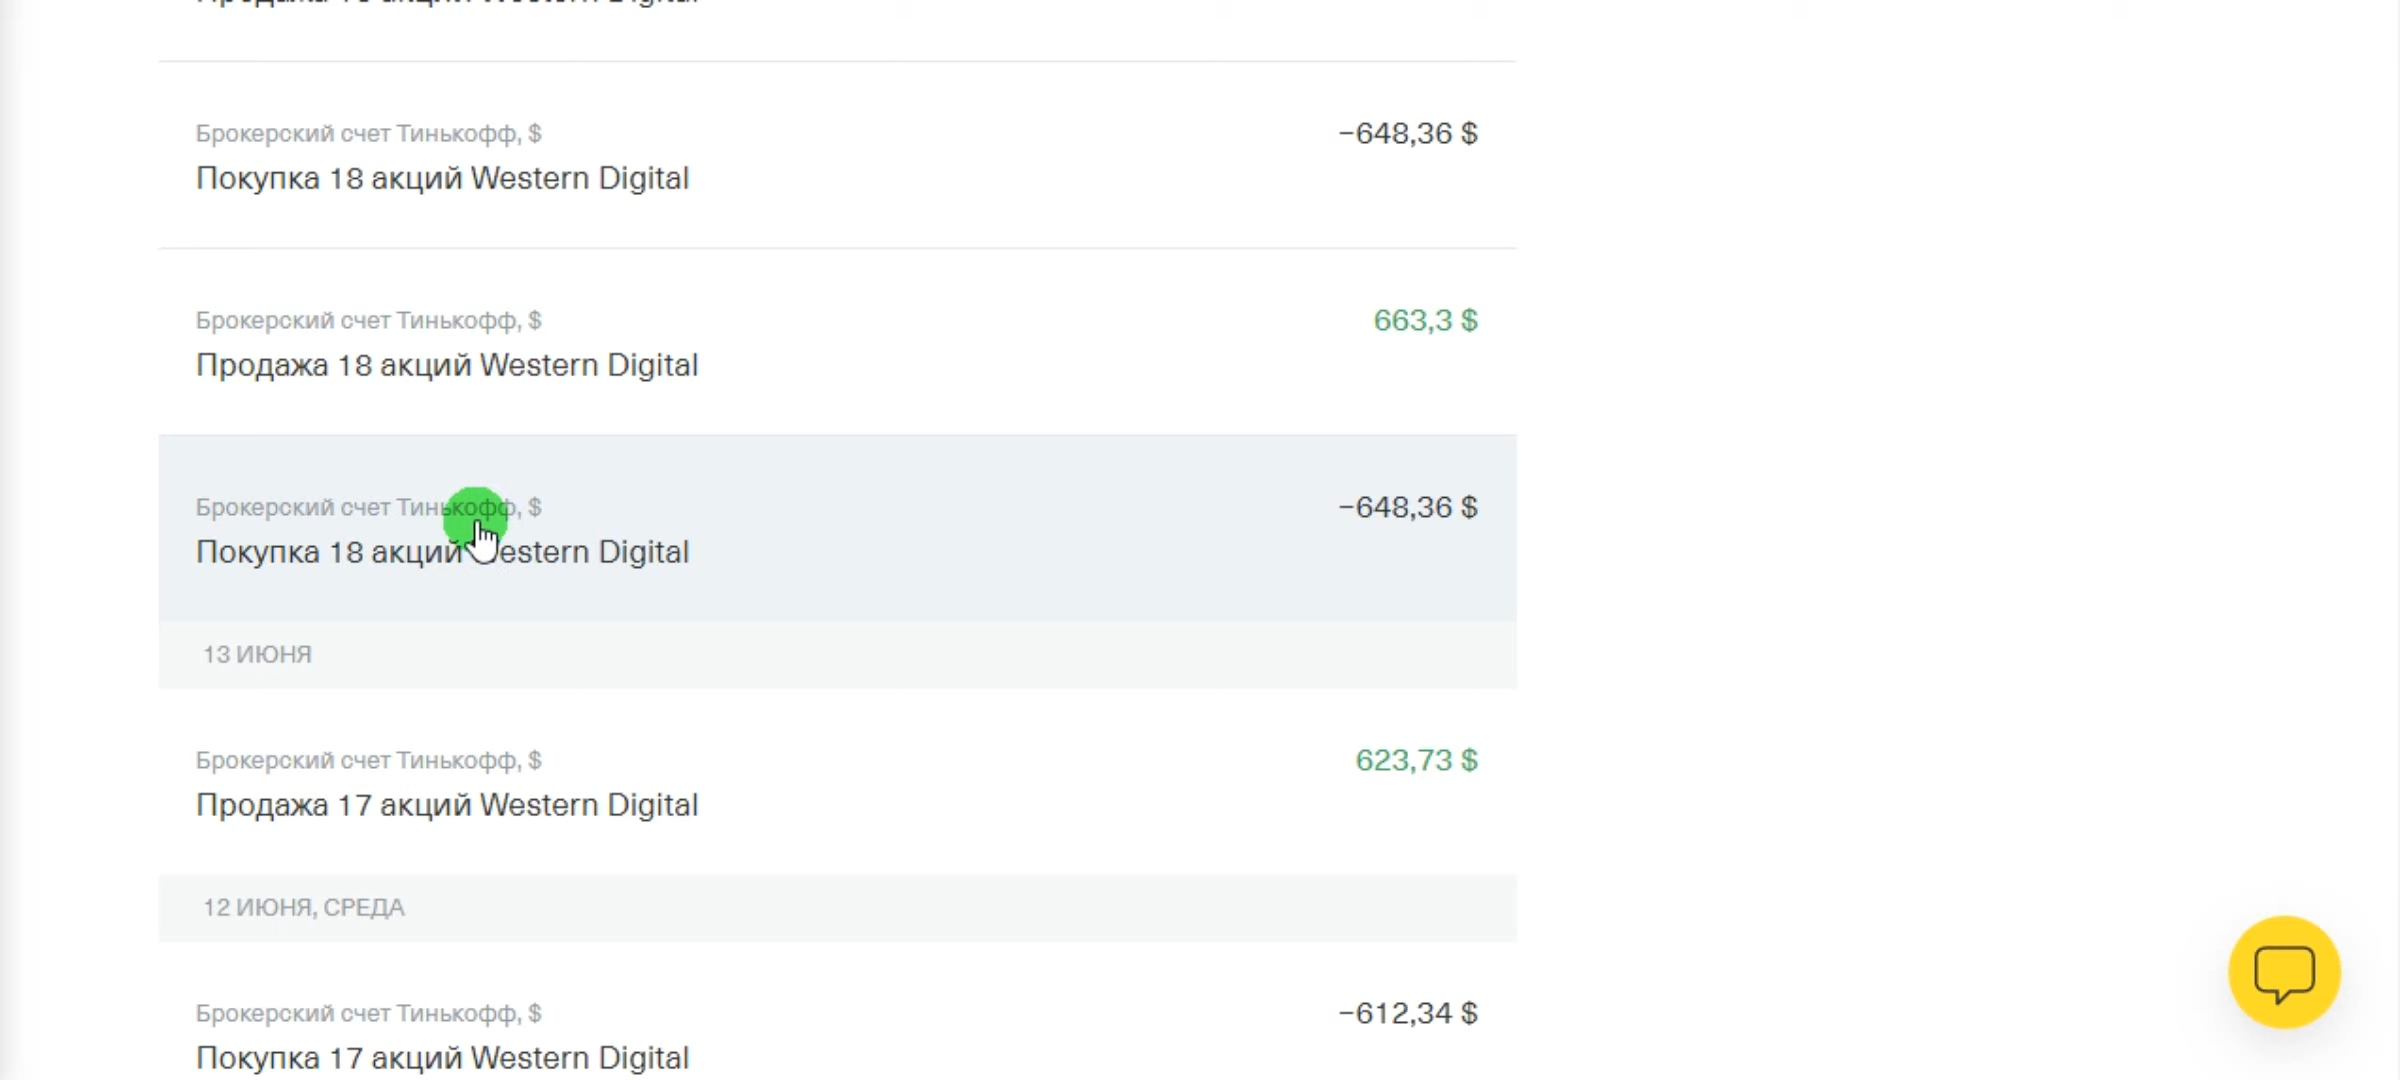 Брокерский счет Тинькофф, $
−648,36 $
Покупка 18 акций Western Digital
Брокерский счет Тинькофф, $
663,3 $
Продажа 18 акций Western Digital
Брокерский счет Тинькофф, $
−648,36 $
Покупка 18 акций Western Digital
13 ИЮНЯ
Брокерский счет Тинькофф, $
623,73 $
Продажа 17 акций Western Digital
12 ИЮНЯ, СРЕДА
Брокерский счет Тинькофф, $
−612,34 $
Покупка 17 акций Western Digital